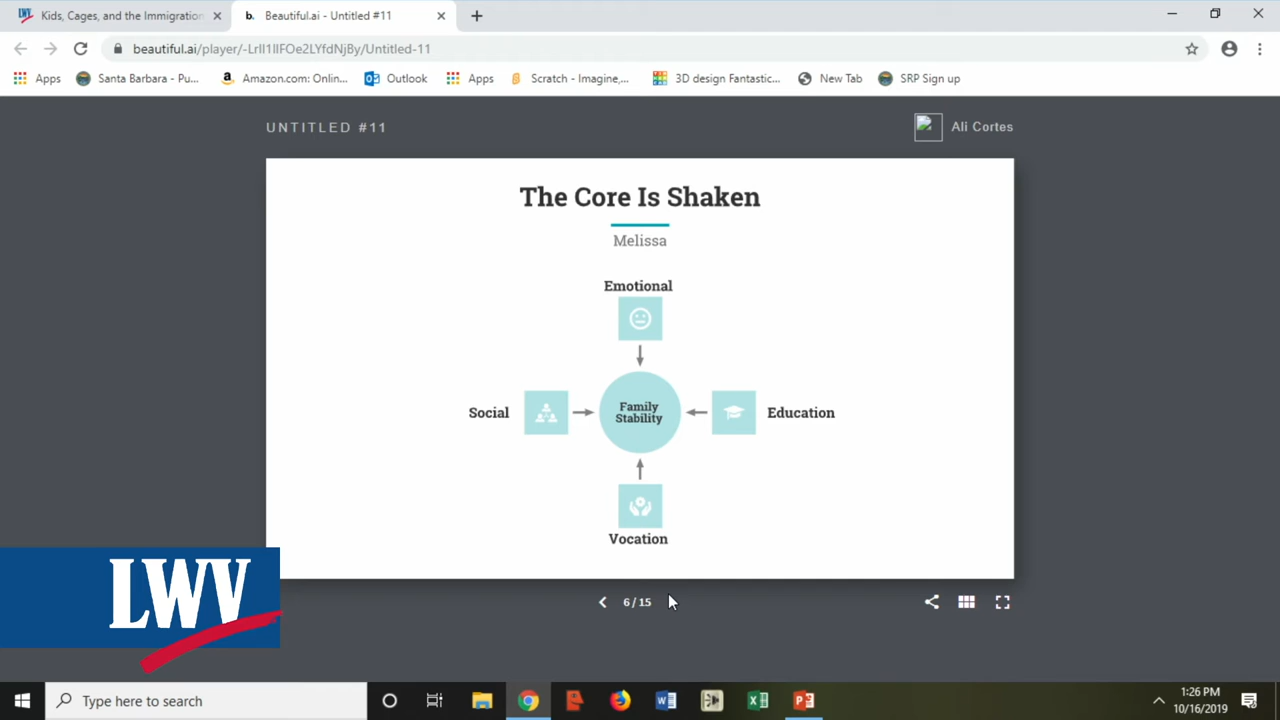 Kids, Cages, and the Immigration
b. Beautiful.ai - Untitled #11
beautiful.ai/player/-LrlI1lIFOe2LYfdNjBy/Untitled-11
Apps Santa Barbara - Pu... Amazon.com: Onlin... Outlook Apps Scratch - Imagine,... 3D design Fantastic... New Tab SRP Sign up
UNTITLED #11
Ali Cortes
The Core Is Shaken
Melissa
Emotional
Social
Family
Stability
Education
Vocation
LWV
6 / 15
Type here to search
1:26 PM
10/16/2019